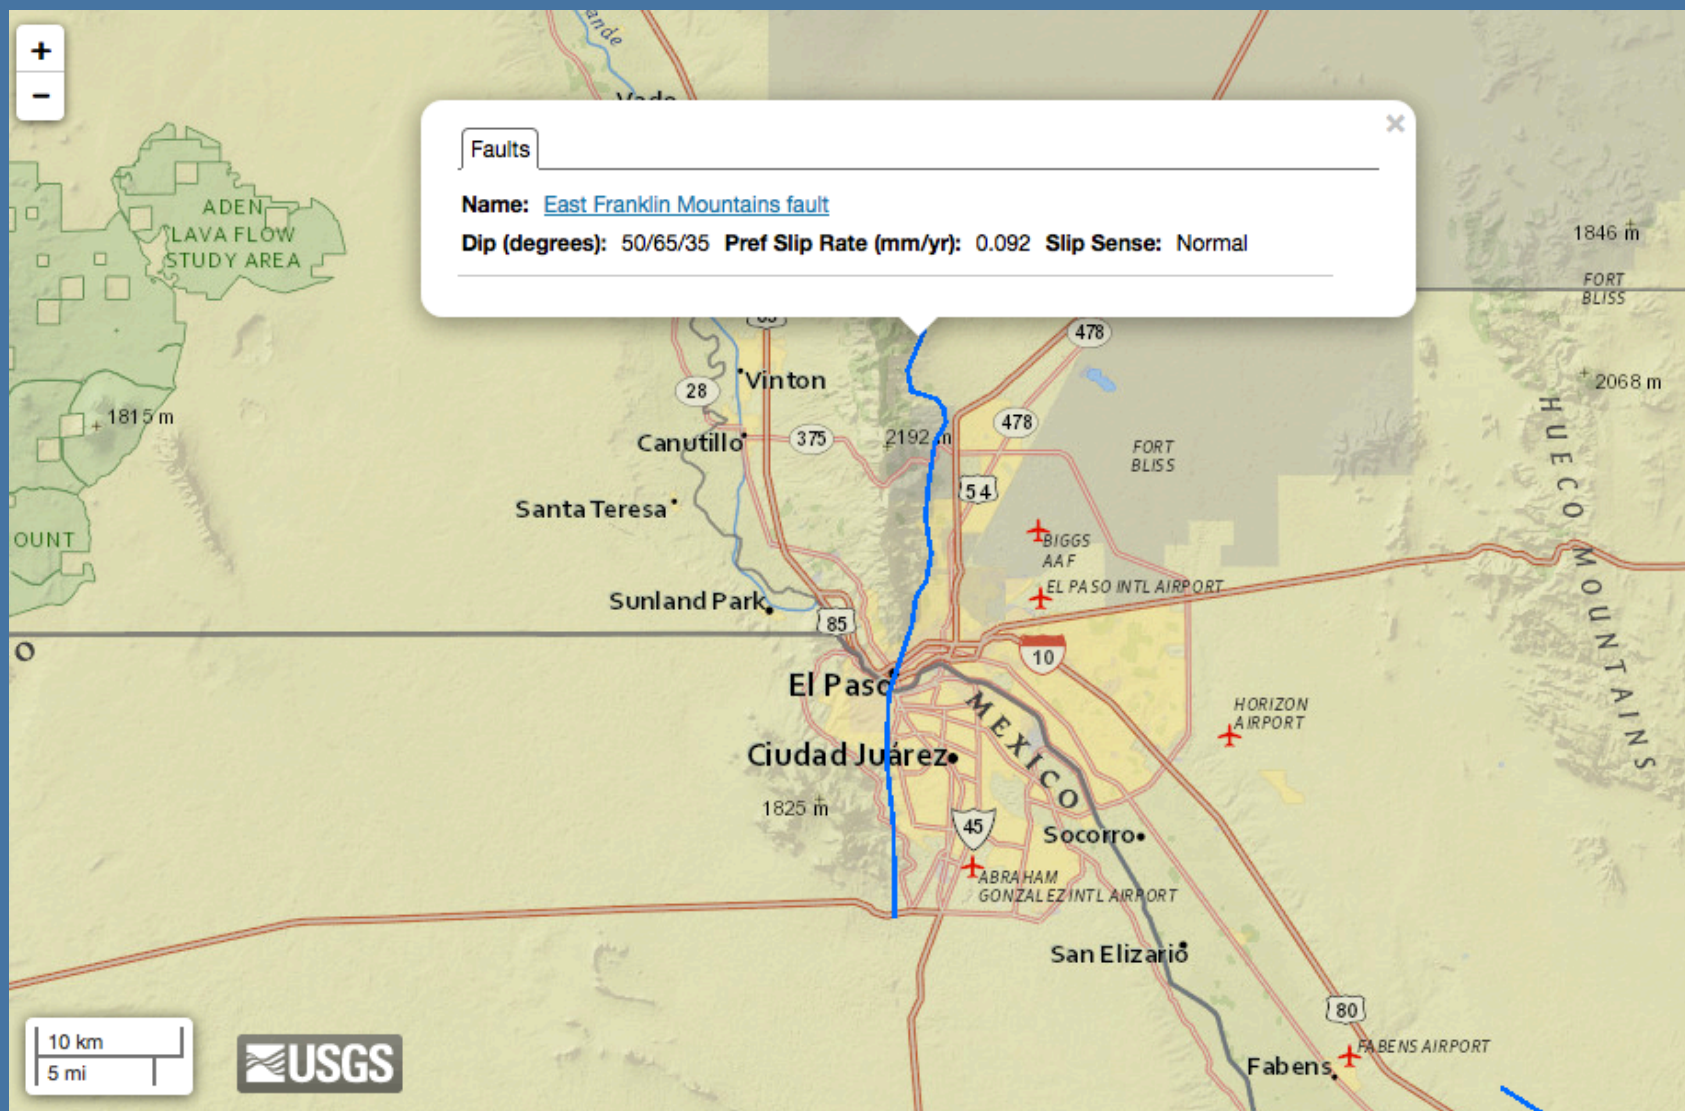 +
−
ande
Vado
Faults
×
Name: East Franklin Mountains fault
Dip (degrees): 50/65/35 Pref Slip Rate (mm/yr): 0.092 Slip Sense: Normal
ADEN
LAVA FLOW
STUDY AREA
1846 m
FORT
BLISS
478
28
Vinton
2068 m
1815 m
Canutillo
375
2192 m
478
FORT
BLISS
54
Santa Teresa
OUNT
BIGGS
AAF
EL PASO INTL AIRPORT
HUECO MOUNTAINS
Sunland Park
85
O
10
El Paso
MEXICO
HORIZON
AIRPORT
Ciudad Juárez
1825 m
45
Socorro
ABRAHAM
GONZALEZ INTL AIRPORT
San Elizario
80
10 km
5 mi
USGS
FABENS AIRPORT
Fabens